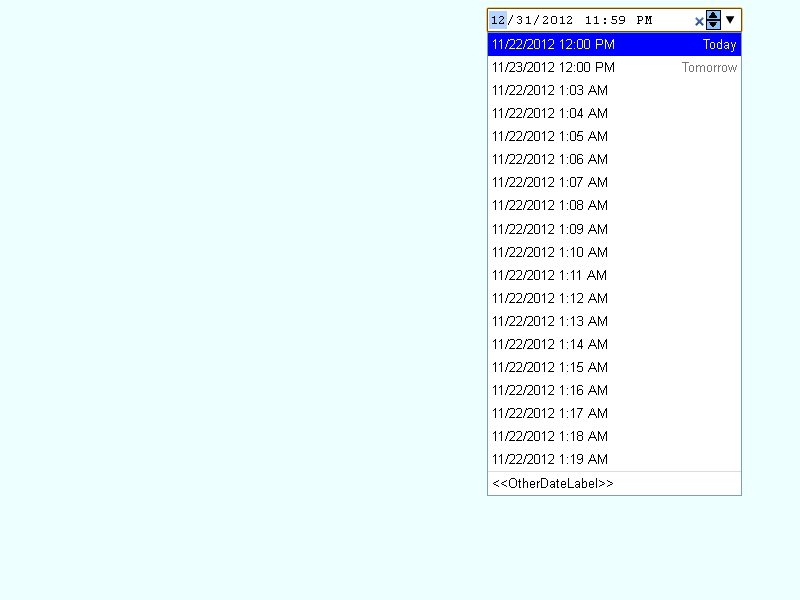 12/31/2012 11:59 PM
11/22/2012 12:00 PM Today
11/23/2012 12:00 PM Tomorrow
11/22/2012 1:03 AM
11/22/2012 1:04 AM
11/22/2012 1:05 AM
11/22/2012 1:06 AM
11/22/2012 1:07 AM
11/22/2012 1:08 AM
11/22/2012 1:09 AM
11/22/2012 1:10 AM
11/22/2012 1:11 AM
11/22/2012 1:12 AM
11/22/2012 1:13 AM
11/22/2012 1:14 AM
11/22/2012 1:15 AM
11/22/2012 1:16 AM
11/22/2012 1:17 AM
11/22/2012 1:18 AM
11/22/2012 1:19 AM
<<OtherDateLabel>>